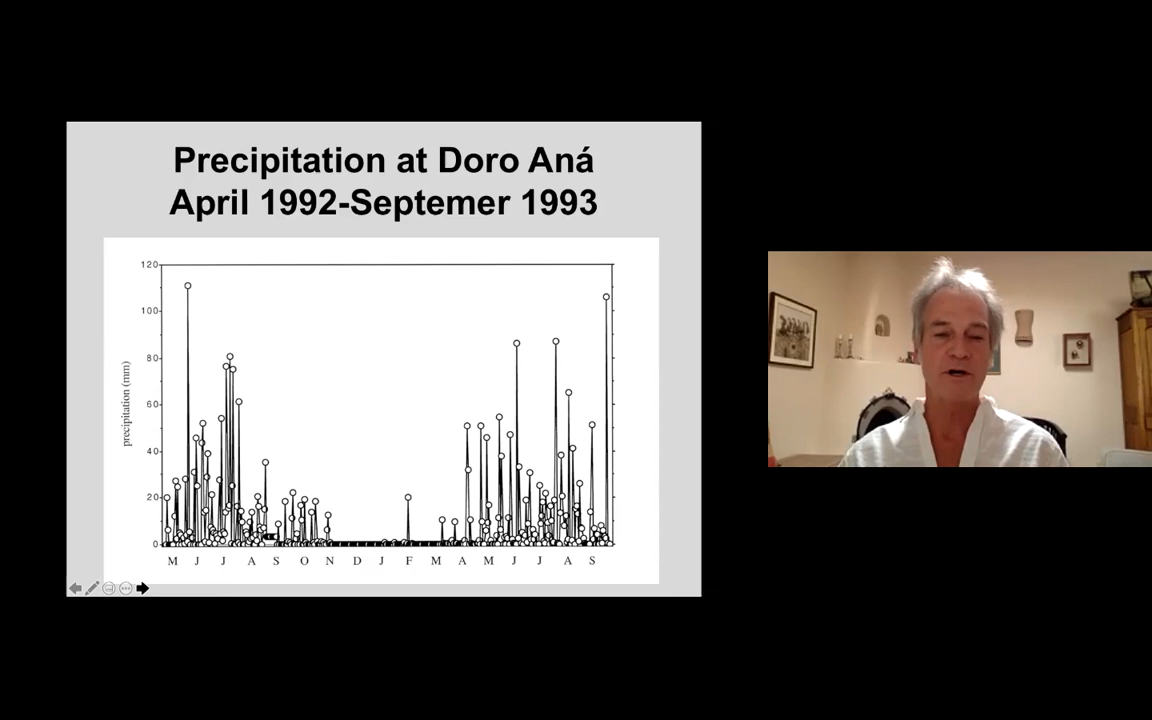 Precipitation at Doro Aná
April 1992-Septemer 1993
120
100
80
60
40
20
0
precipitation (mm)
M J J A S O N D J F M A M J J A S